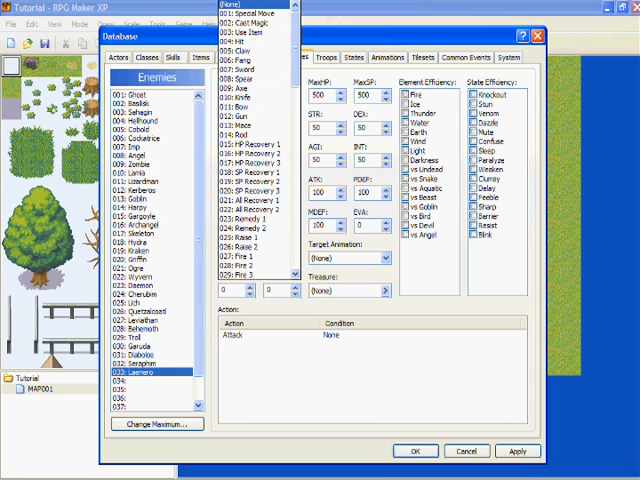 Tutorial - RPG Maker XP
File Edit View Mode
Scale Tools Game
Database
Actors Classes Skills Items
Troops States Animations Tilesets Common Events System
Enemies
001: Ghost
002: Basilisk
003: Sahagin
004: Hellhound
005: Cobold
006: Cockatrice
007: Imp
008: Angel
009: Zombie
010: Lamia
011: Lizardman
012: Kerberos
013: Goblin
014: Harpy
015: Gargoyle
016: Archangel
017: Skeleton
018: Hydra
019: Kraken
020: Griffin
021: Ogre
022: Wyvern
023: Daemon
024: Cherubim
025: Lich
026: Quetzalcoatl
027: Leviathan
028: Behemoth
029: Troll
030: Garuda
031: Diabolos
032: Seraphim
033: Laenero
034:
035:
036:
037:
Change Maximum...
(None)
001: Special Move
002: Cast Magic
003: Use Item
004: Hit
005: Claw
006: Fang
007: Sword
008: Spear
009: Axe
010: Knife
011: Bow
012: Gun
013: Mace
014: Rod
015: HP Recovery 1
016: HP Recovery 2
017: HP Recovery 3
018: SP Recovery 1
019: SP Recovery 2
020: SP Recovery 3
021: All Recovery 1
022: All Recovery 2
023: Remedy 1
024: Remedy 2
025: Raise 1
026: Raise 2
027: Fire 1
028: Fire 2
029: Fire 3
0 0
MaxHP: MaxSP:
500 500
STR: DEX:
50 50
AGI: INT:
50 50
ATK: PDEF:
100 100
MDEF: EVA:
100 0
Target Animation:
(None)
Treasure:
(None)
Element Efficiency:
Fire
Ice
Thunder
Water
Earth
Wind
Light
Darkness
vs Undead
vs Snake
vs Aquatic
vs Beast
vs Goblin
vs Bird
vs Devil
vs Angel
State Efficiency:
Knockout
Stun
Venom
Dazzle
Mute
Confuse
Sleep
Paralyze
Weaken
Clumsy
Delay
Feeble
Sharp
Barrier
Resist
Blink
Action:
Action Condition
Attack None
OK Cancel Apply
Tutorial
MAP001